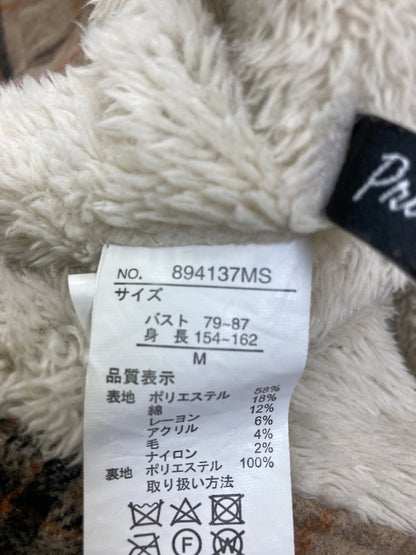 Pri
NO. 894137MS
サイズ
バスト 79~87
身 長 154~162
M
品質表示
表地 ポリエステル 58%
綿 18%
レーヨン 12%
アクリル 6%
毛 4%
ナイロン 2%
裏地 ポリエステル 100%
取り扱い方法